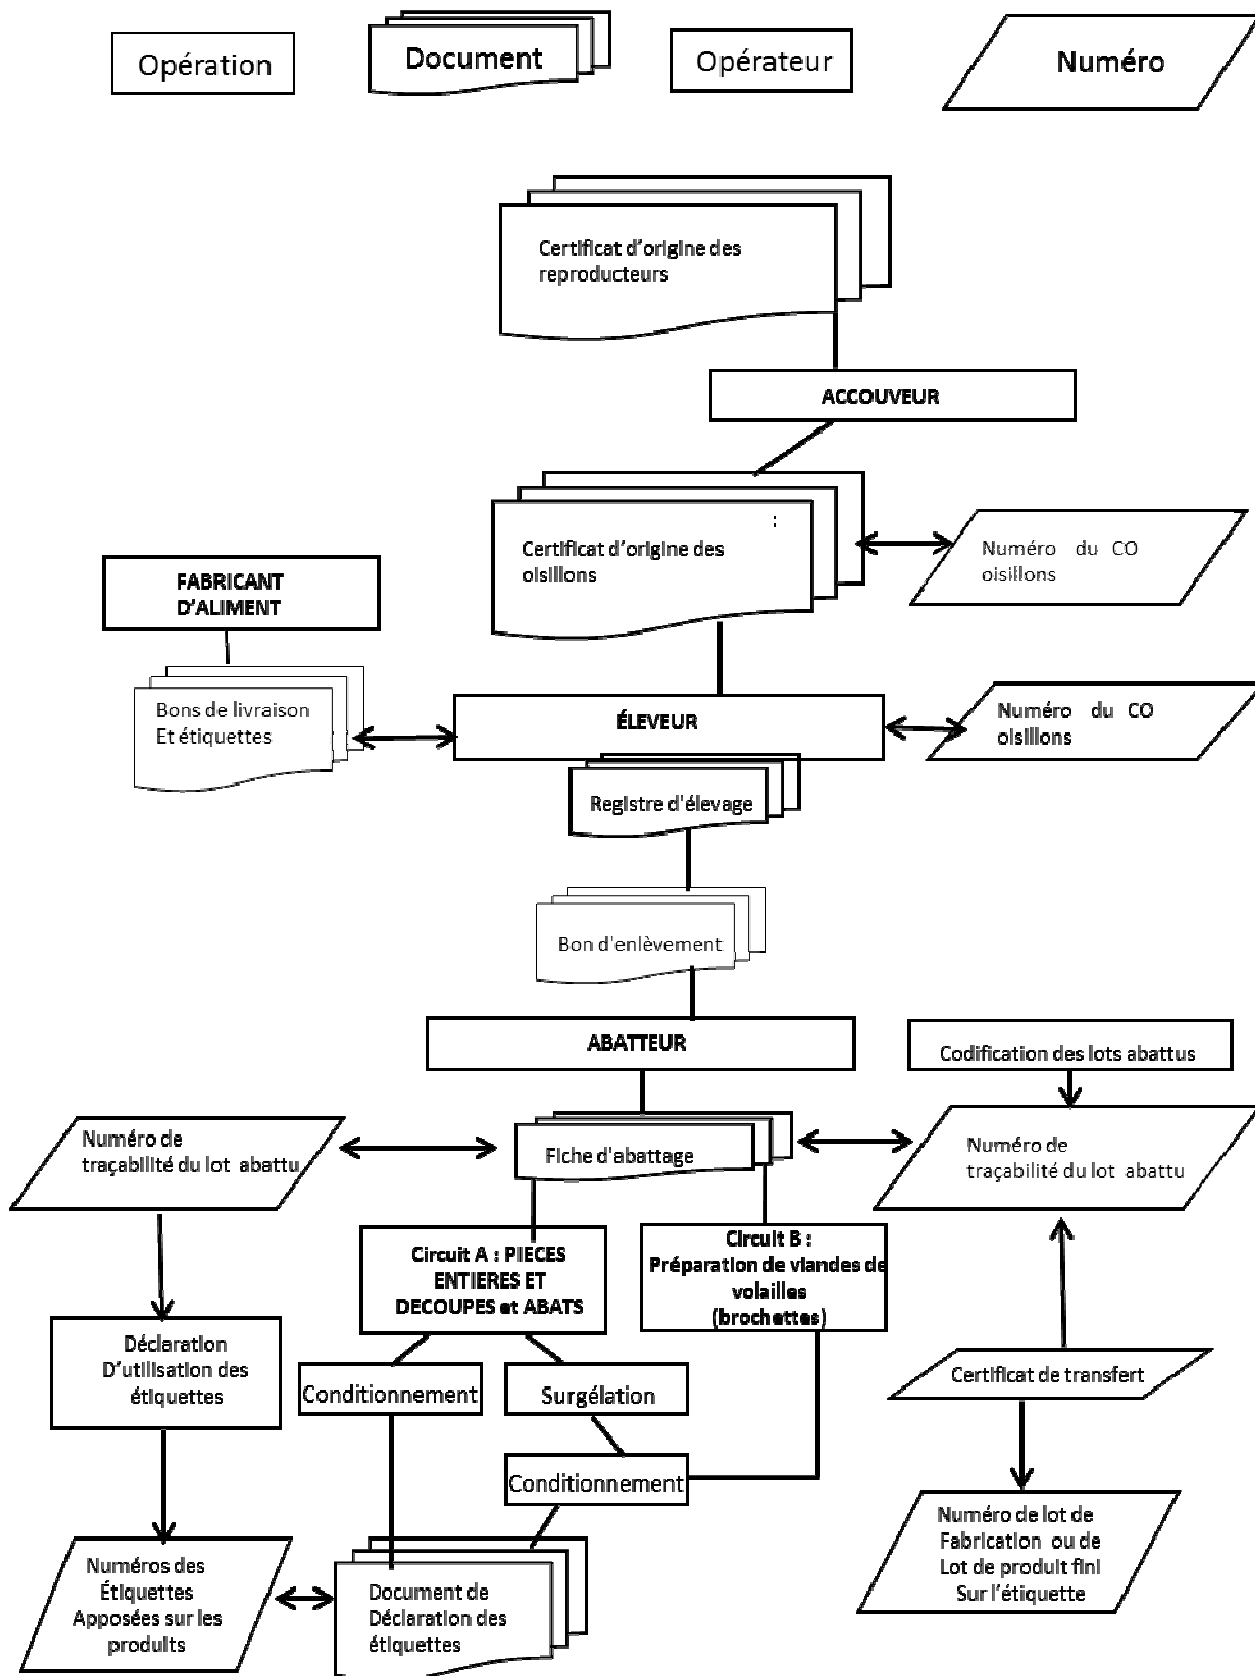 Opération
Document
Opérateur
Numéro
Certificat d'origine des
reproducteurs
ACCOUVEUR
:
Certificat d'origine des
oisillons
Numéro du CO
oisillons
FABRICANT
D'ALIMENT
Bons de livraison
Et étiquettes
ÉLEVEUR
Numéro du CO
oisillons
Registre d'élevage
Bon d'enlèvement
ABATTEUR
Codification des lots abattus
Numéro de
traçabilité du lot abattu
Fiche d'abattage
Numéro de
traçabilité du lot abattu
Circuit A : PIECES
ENTIERES ET
DECOUPES et ABATS
Circuit B :
Préparation de viandes de
volailles
(brochettes)
Déclaration
D'utilisation des
étiquettes
Conditionnement
Surgélation
Certificat de transfert
Conditionnement
Numéros des
Étiquettes
Apposées sur les
produits
Document de
Déclaration des
étiquettes
Numéro de lot de
Fabrication ou de
Lot de produit fini
Sur l'étiquette